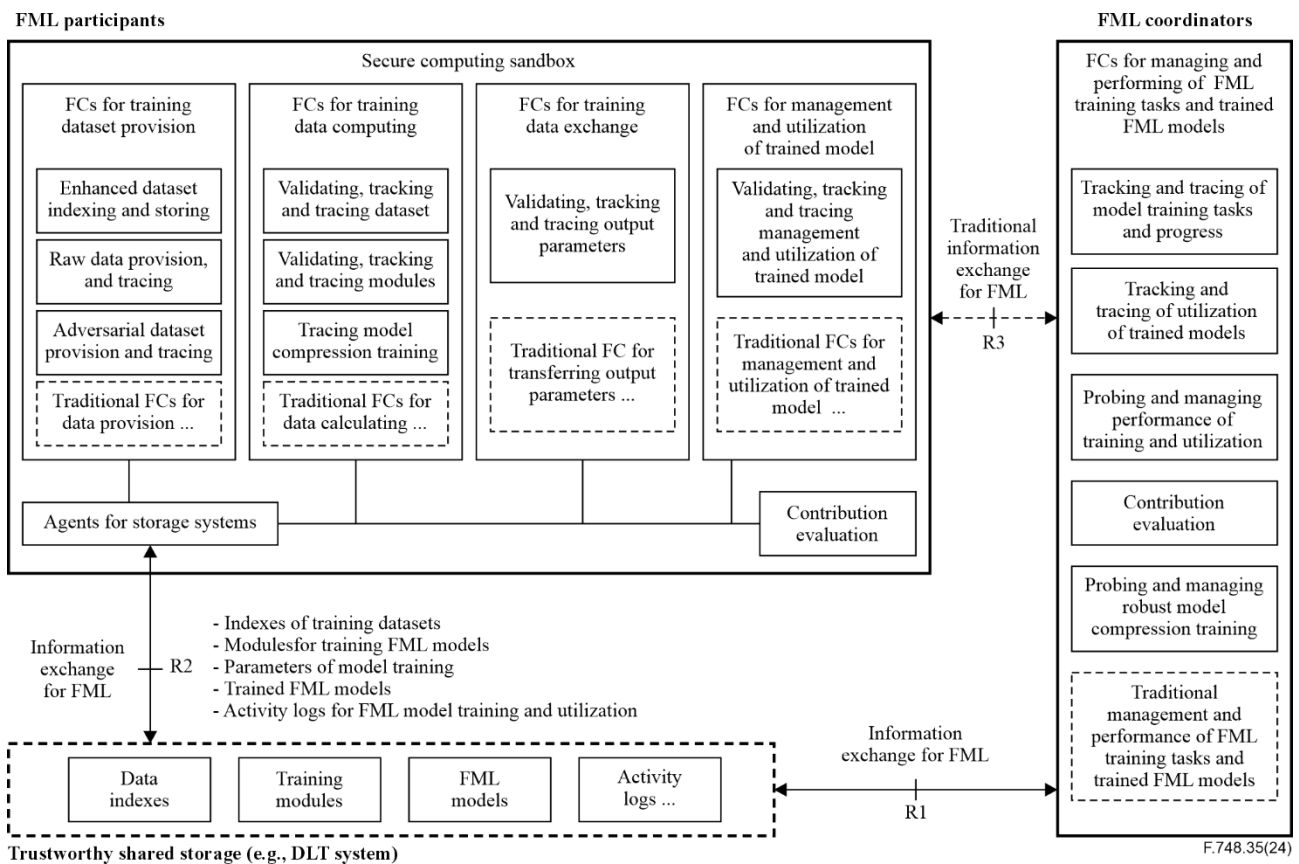 FML participants
FML coordinators
Secure computing sandbox
FCs for training
dataset provision
Enhanced dataset
indexing and storing
Raw data provision,
and tracing
Adversarial dataset
provision and tracing
Traditional FCs for
data provision ...
FCs for training
data computing
Validating, tracking
and tracing dataset
Validating, tracking
and tracing modules
Tracing model
compression training
Traditional FCs for
data calculating ...
FCs for training
data exchange
Validating, tracking
and tracing output
parameters
Traditional FC for
transferring output
parameters ...
FCs for management
and utilization
of trained model
Validating, tracking
and tracing
management
and utilization of
trained model
Traditional FCs for
management and
utilization of trained
model ...
Agents for storage systems
Contribution
evaluation
Traditional
information
exchange
for FML
R3
FCs for managing and
performing of FML
training tasks and trained
FML models
Tracking and tracing of
model training tasks
and progress
Tracking and
tracing of utilization
of trained models
Probing and managing
performance of
training and utilization
Contribution
evaluation
Probing and managing
robust model
compression training
Traditional
management and
performance of FML
training tasks and
trained FML models
Information
exchange
for FML
R2
- Indexes of training datasets
- Modulesfor training FML models
- Parameters of model training
- Trained FML models
- Activity logs for FML model training and utilization
Data
indexes
Training
modules
FML
models
Activity
logs ...
Information
exchange for FML
R1
Trustworthy shared storage (e.g., DLT system)
F.748.35(24)